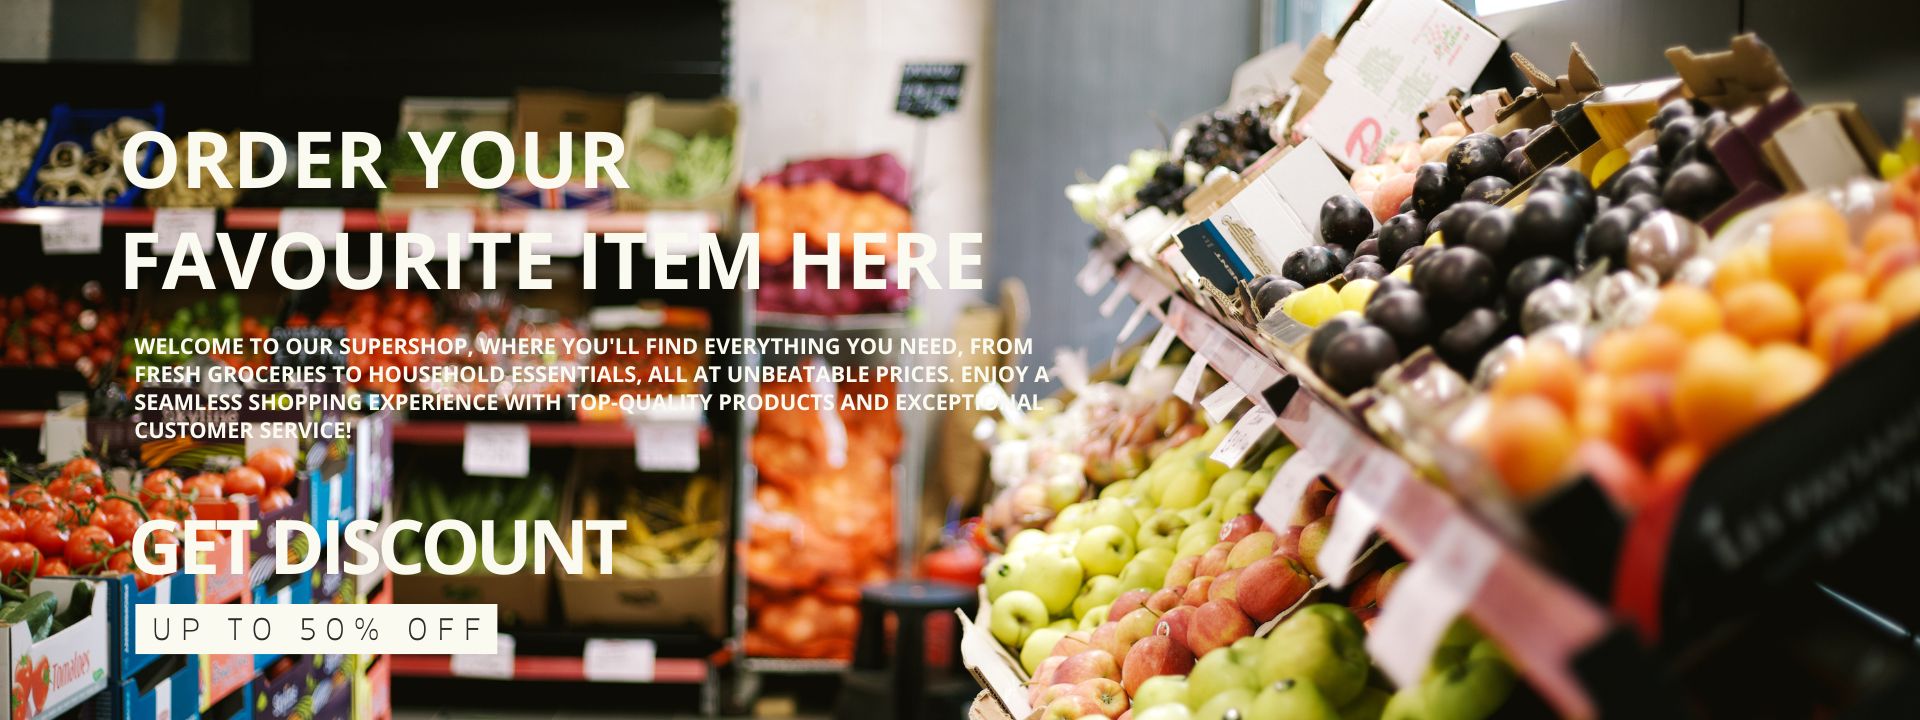 ORDER YOUR
FAVOURITE ITEM HERE
WELCOME TO OUR SUPERSHOP, WHERE YOU'LL FIND EVERYTHING YOU NEED, FROM
FRESH GROCERIES TO HOUSEHOLD ESSENTIALS, ALL AT UNBEATABLE PRICES. ENJOY A
SEAMLESS SHOPPING EXPERIENCE WITH TOP-QUALITY PRODUCTS AND EXCEPTIONAL
CUSTOMER SERVICE!
GET DISCOUNT
UP TO 50% OFF
Tomatoes